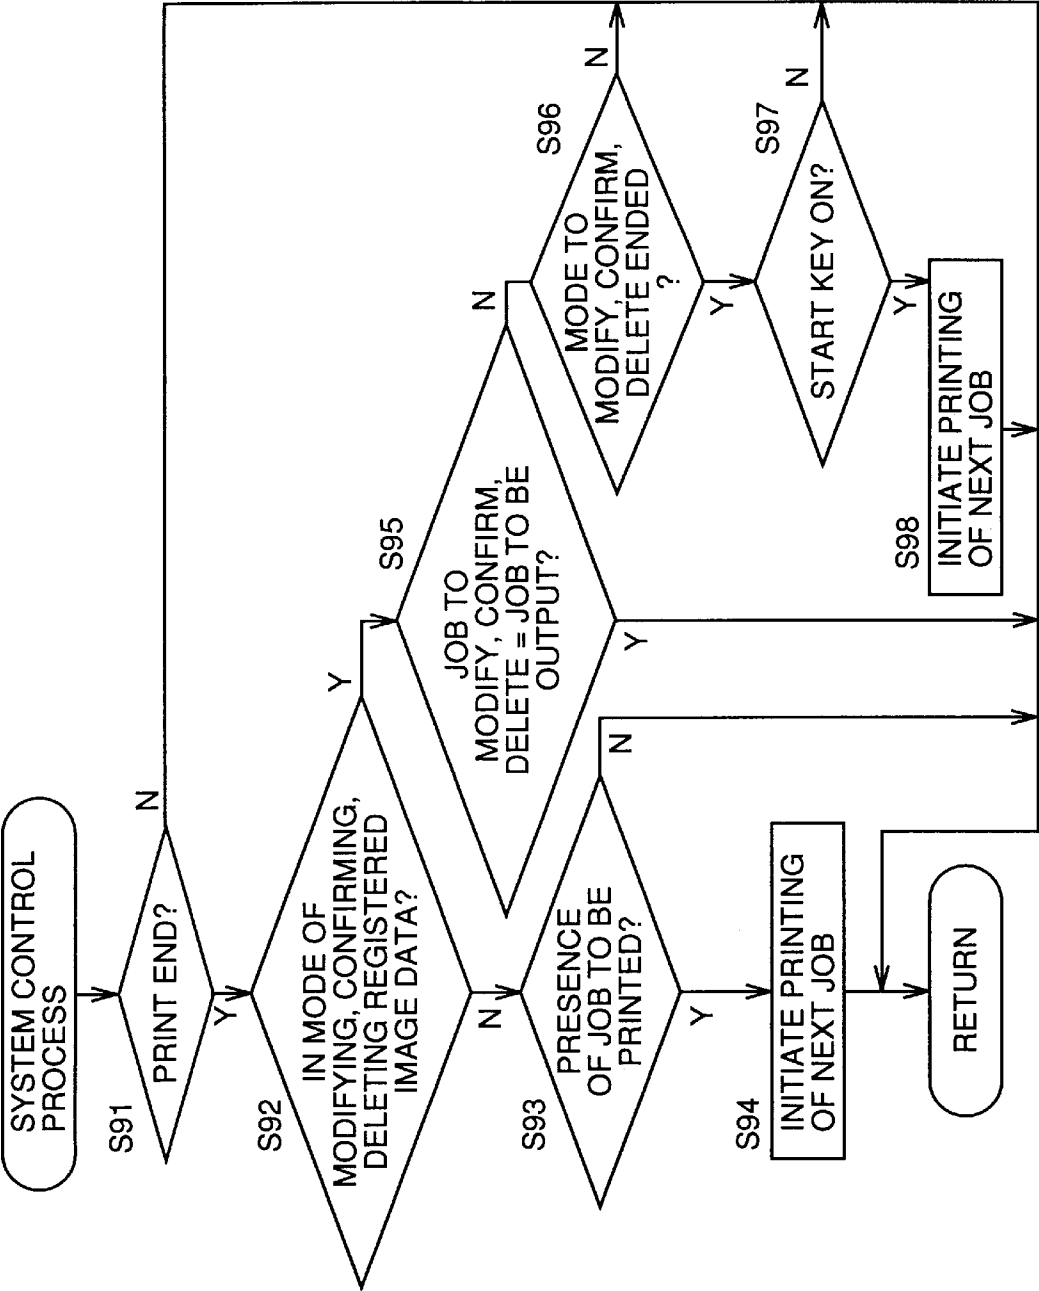 SYSTEM CONTROL
PROCESS
S91
PRINT END?
N
Y
S92
IN MODE OF
MODIFYING, CONFIRMING,
DELETING REGISTERED
IMAGE DATA?
Y
N
S93
PRESENCE
OF JOB TO BE
PRINTED?
N
Y
S94
INITIATE PRINTING
OF NEXT JOB
RETURN
S95
JOB TO
MODIFY, CONFIRM,
DELETE = JOB TO BE
OUTPUT?
N
Y
S96
MODE TO
MODIFY, CONFIRM,
DELETE ENDED
?
N
Y
S97
START KEY ON?
N
Y
S98
INITIATE PRINTING
OF NEXT JOB